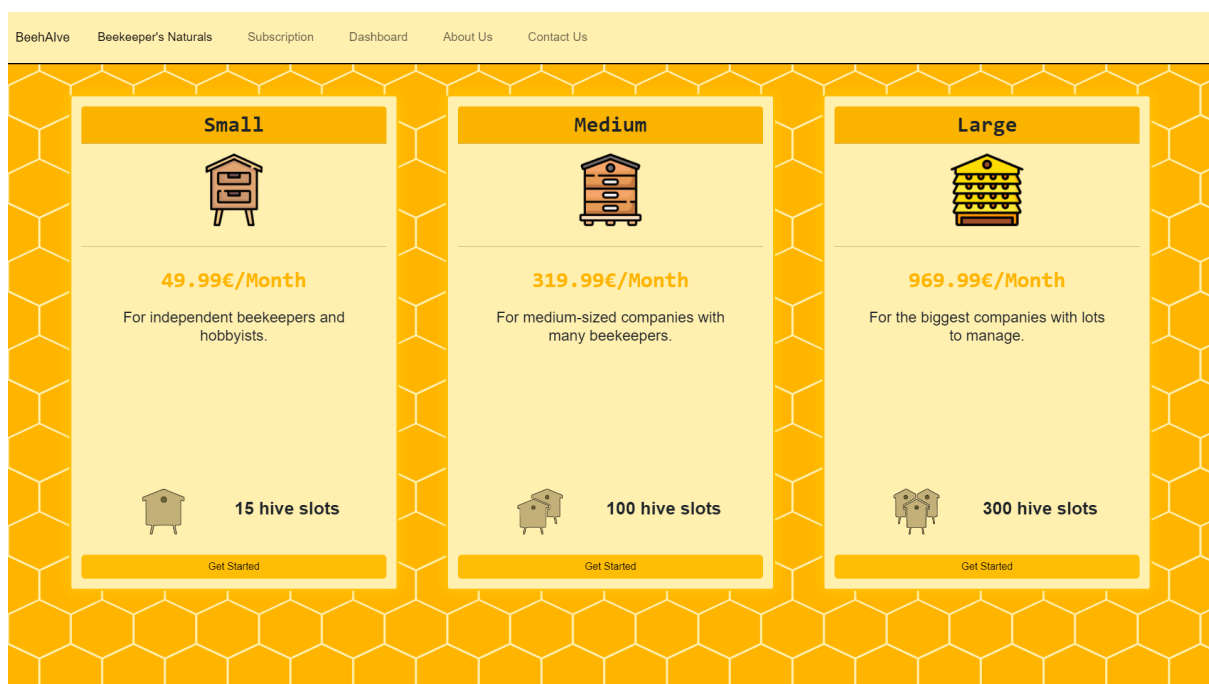 BeehAIve Beekeeper's Naturals Subscription Dashboard About Us Contact Us
Small
49.99€/Month
For independent beekeepers and
hobbyists.
15 hive slots
Get Started
Medium
319.99€/Month
For medium-sized companies with
many beekeepers.
100 hive slots
Get Started
Large
969.99€/Month
For the biggest companies with lots
to manage.
300 hive slots
Get Started